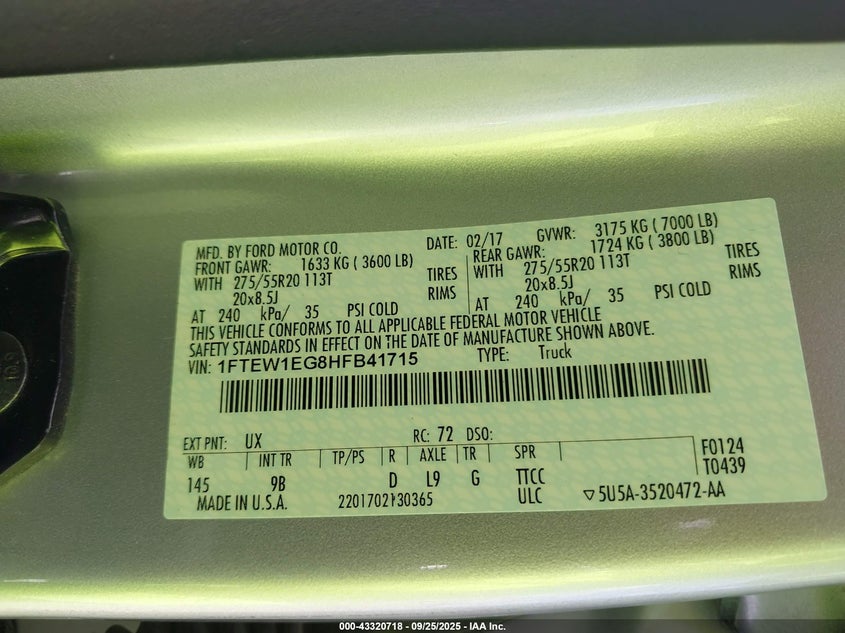 MFD. BY FORD MOTOR CO. DATE: 02/17 GVWR: 3175 KG ( 7000 LB)
FRONT GAWR: 1633 KG ( 3600 LB) REAR GAWR: 1724 KG ( 3800 LB)
WITH 275/55R20 113T TIRES WITH 275/55R20 113T TIRES
20x8.5J RIMS 20x8.5J RIMS
AT 240 kPa/ 35 PSI COLD AT 240 kPa/ 35 PSI COLD
THIS VEHICLE CONFORMS TO ALL APPLICABLE FEDERAL MOTOR VEHICLE
SAFETY STANDARDS IN EFFECT ON THE DATE OF MANUFACTURE SHOWN ABOVE.
VIN: 1FTEW1EG8HFB41715 TYPE: Truck
EXT PNT: UX RC: 72 DSO:
WB INT TR TP/PS R AXLE TR SPR F0124
145 9B D L9 G TTCC T0439
MADE IN U.S.A. 2201702130365 ULC ▽5U5A-3520472-AA
000-43320718 - 09/25/2025 - IAA Inc.